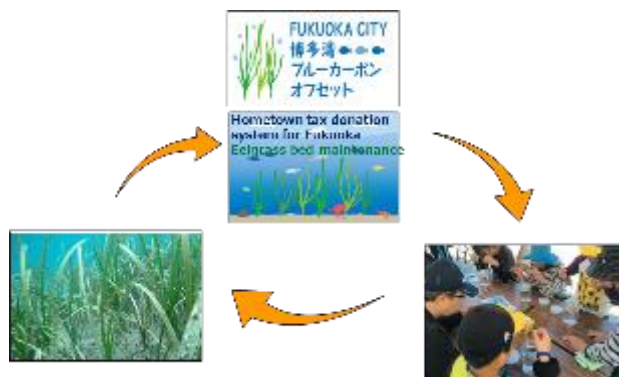 FUKUOKA CITY
博多湾
ブルーカーボン
オフセット
Hometown tax donation
system for Fukuoka
Eelgrass bed maintenance